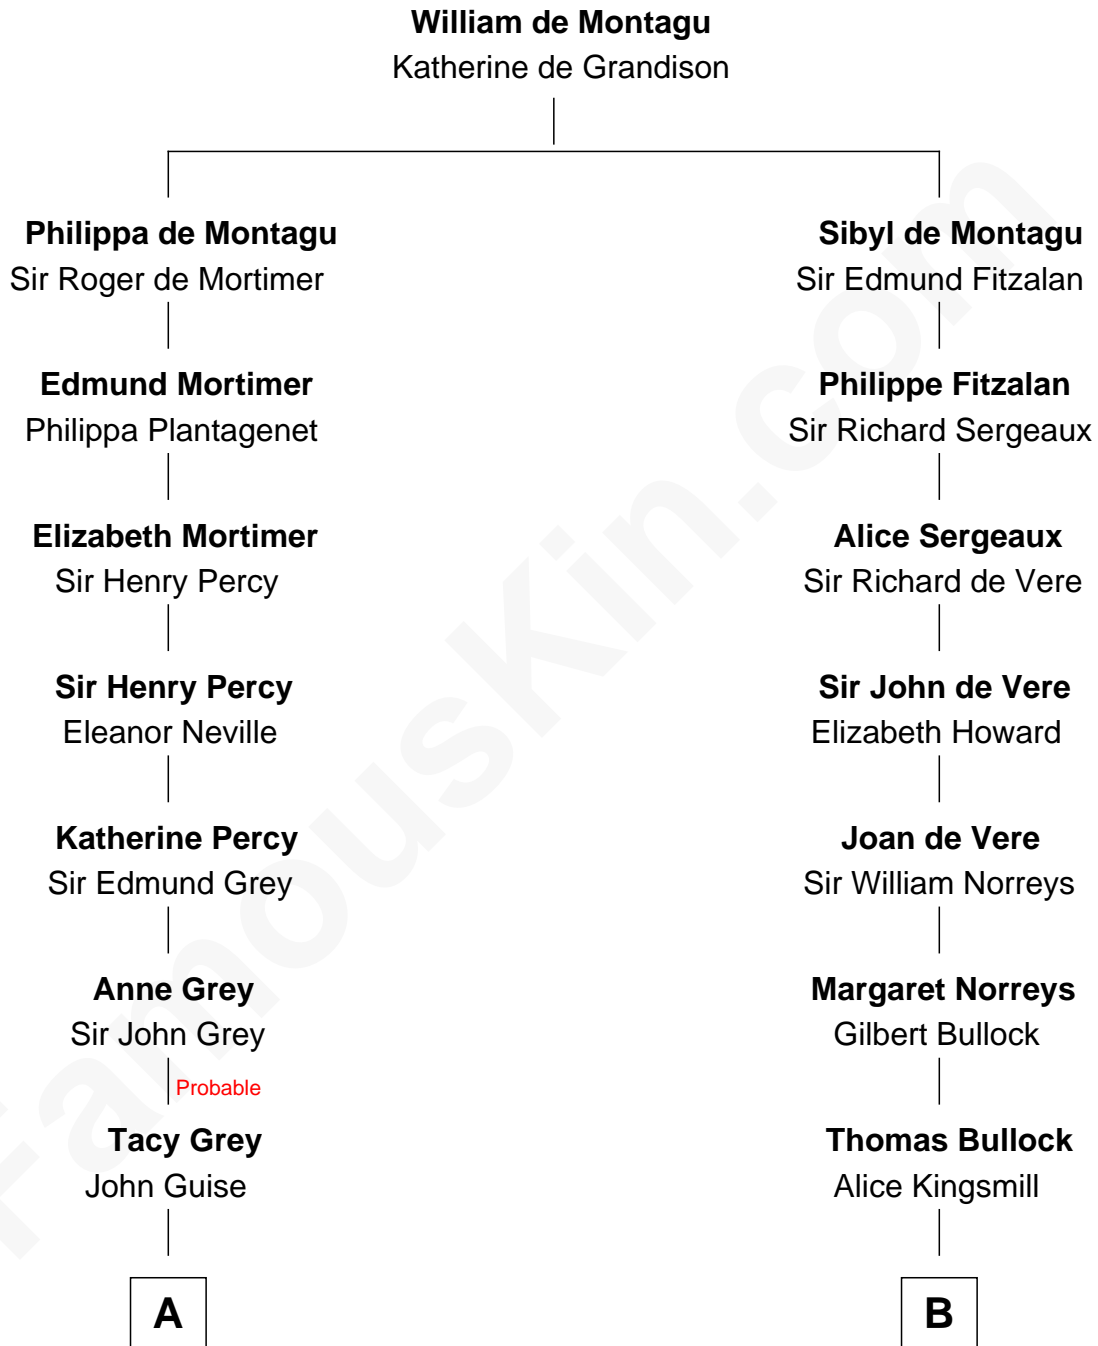 William de Montagu
Katherine de Grandison
Philippa de Montagu
Sir Roger de Mortimer
Sibyl de Montagu
Sir Edmund Fitzalan
Edmund Mortimer
Philippa Plantagenet
Philippe Fitzalan
Sir Richard Sergeaux
Elizabeth Mortimer
Sir Henry Percy
Alice Sergeaux
Sir Richard de Vere
Sir Henry Percy
Eleanor Neville
Sir John de Vere
Elizabeth Howard
Katherine Percy
Sir Edmund Grey
Joan de Vere
Sir William Norreys
Anne Grey
Sir John Grey
Margaret Norreys
Gilbert Bullock
Probable
Tacy Grey
John Guise
Thomas Bullock
Alice Kingsmill
A
B
FamousKin.com